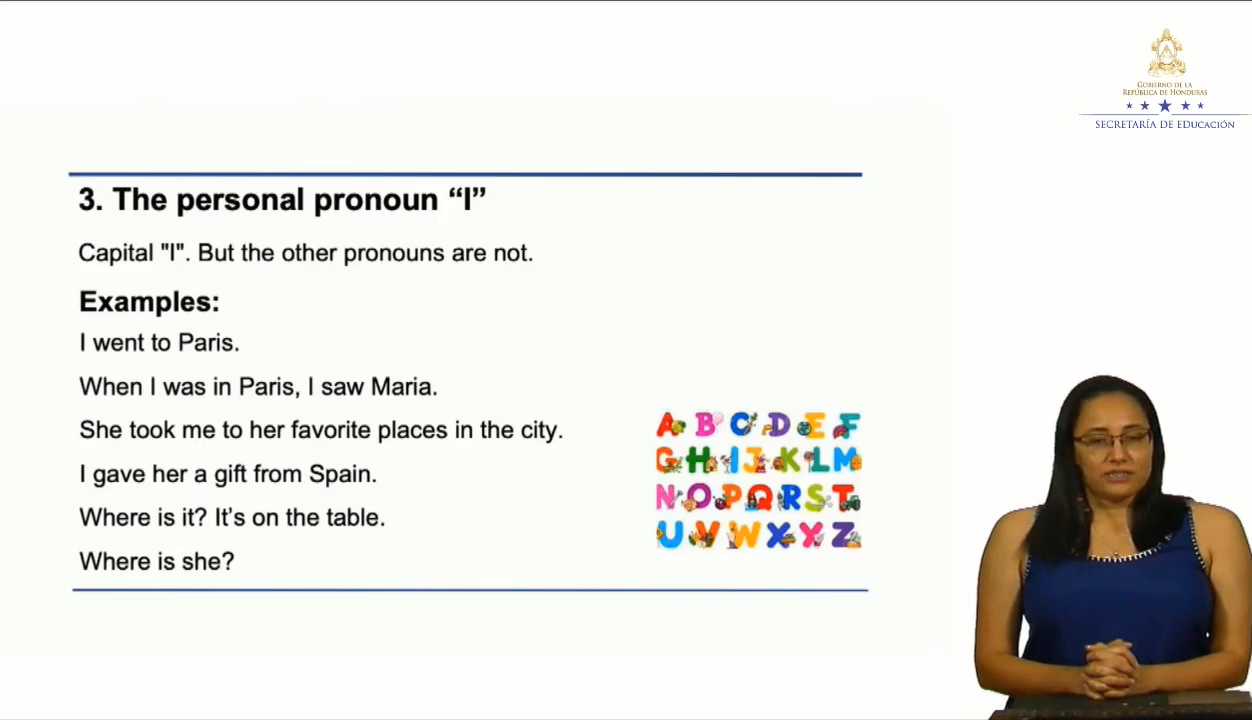 GOBIERNO DE LA
REPÚBLICA DE HONDURAS
SECRETARÍA DE EDUCACIÓN
3. The personal pronoun “I”
Capital "I". But the other pronouns are not.
Examples:
I went to Paris.
When I was in Paris, I saw Maria.
She took me to her favorite places in the city.
I gave her a gift from Spain.
Where is it? It’s on the table.
Where is she?
A B C D E F
G H I J K L M
N O P Q R S T
U V W X Y Z